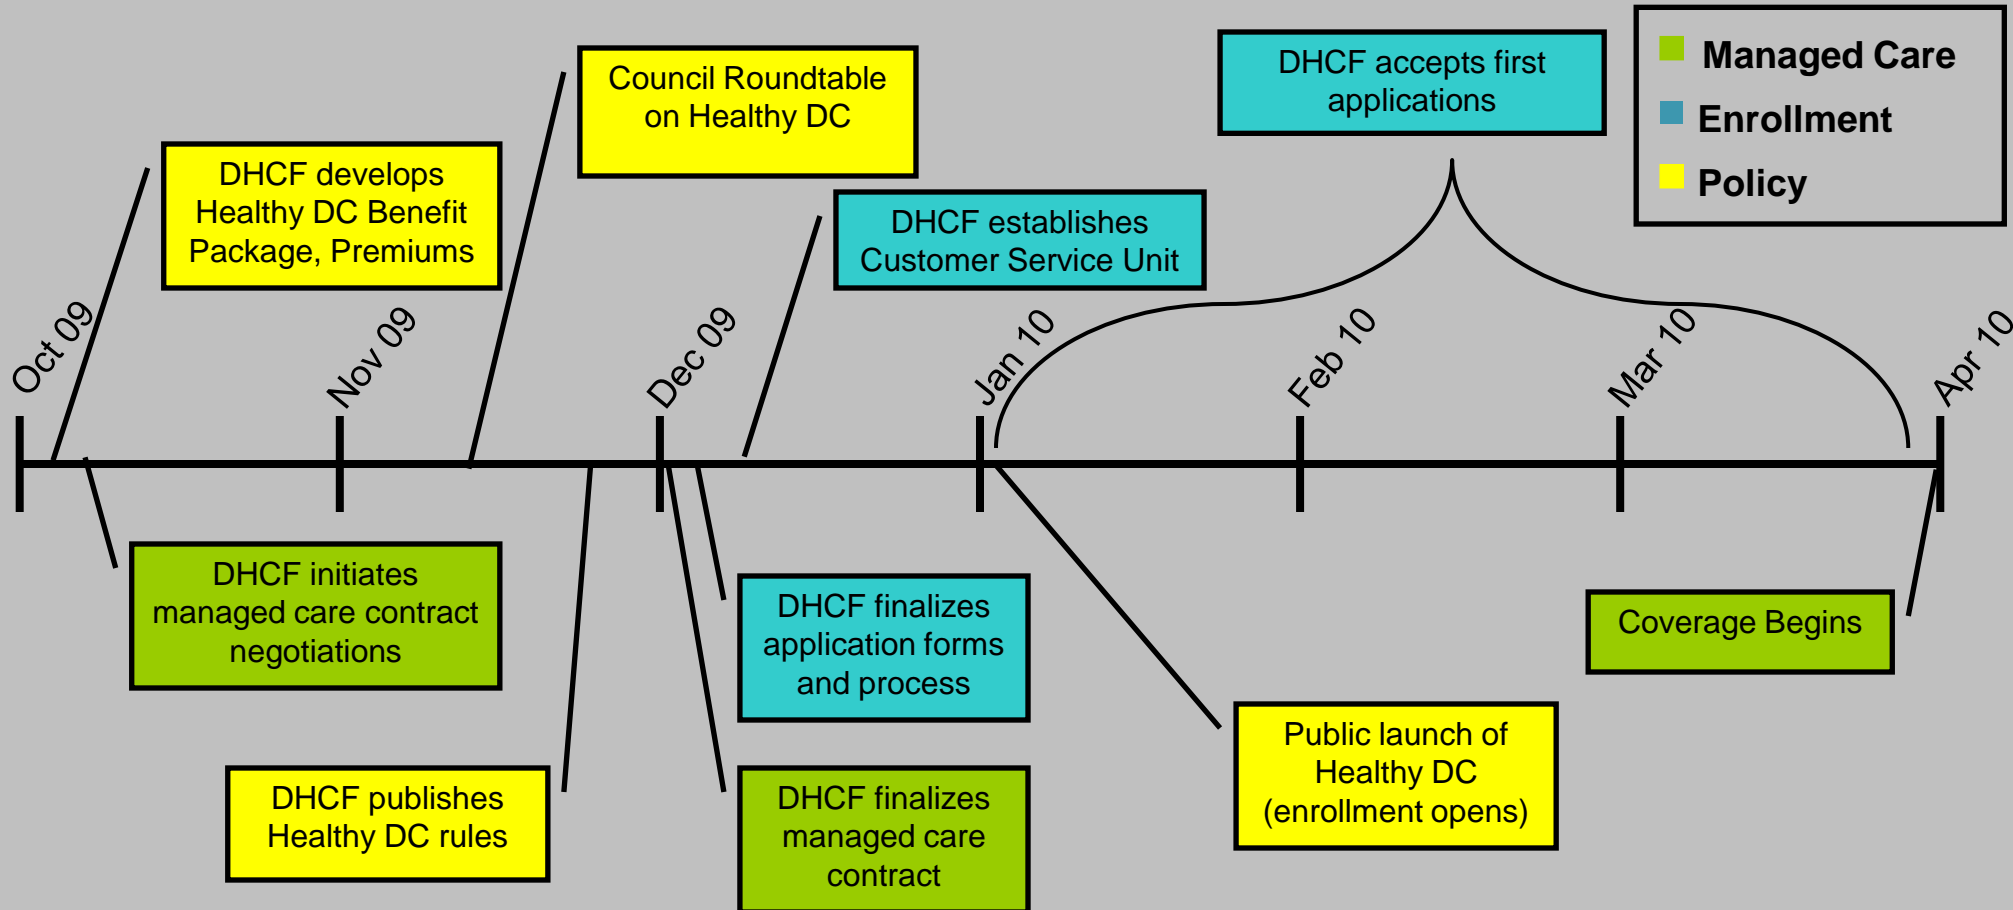 Council Roundtable
on Healthy DC
DHCF accepts first
applications
Managed Care
Enrollment
Policy
DHCF develops
Healthy DC Benefit
Package, Premiums
DHCF establishes
Customer Service Unit
Oct 09
Nov 09
Dec 09
Jan 10
Feb 10
Mar 10
Apr 10
DHCF initiates
managed care contract
negotiations
DHCF finalizes
application forms
and process
Coverage Begins
DHCF publishes
Healthy DC rules
DHCF finalizes
managed care
contract
Public launch of
Healthy DC
(enrollment opens)